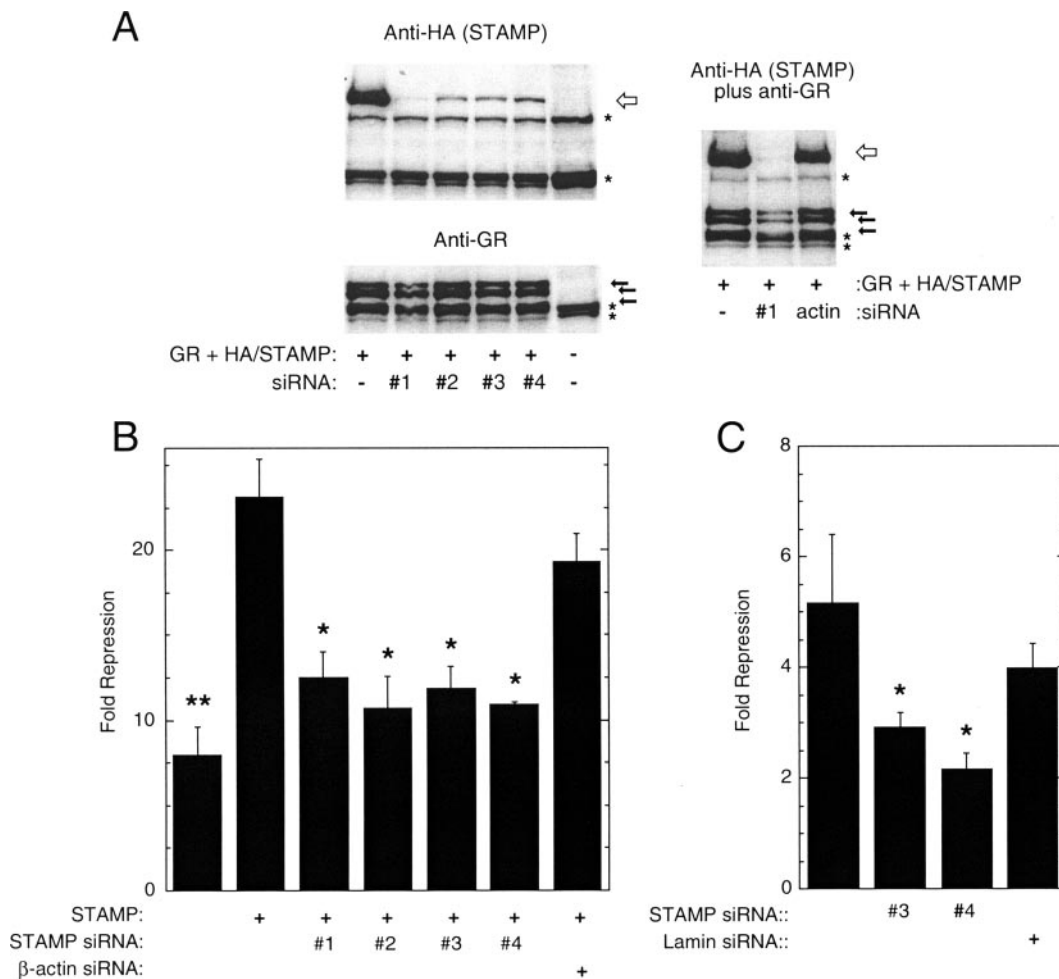 A
Anti-HA (STAMP)
*
*
Anti-GR
*
*
GR + HA/STAMP: + + + + + -
siRNA: - #1 #2 #3 #4 -
Anti-HA (STAMP)
plus anti-GR
*
*
*
+ + + :GR + HA/STAMP
- #1 actin :siRNA
B
Fold Repression
20
10
0
** * * * *
STAMP: + + + + + +
STAMP siRNA: #1 #2 #3 #4
β-actin siRNA: +
C
Fold Repression
8
6
4
2
0
* *
STAMP siRNA:: #3 #4
Lamin siRNA:: +